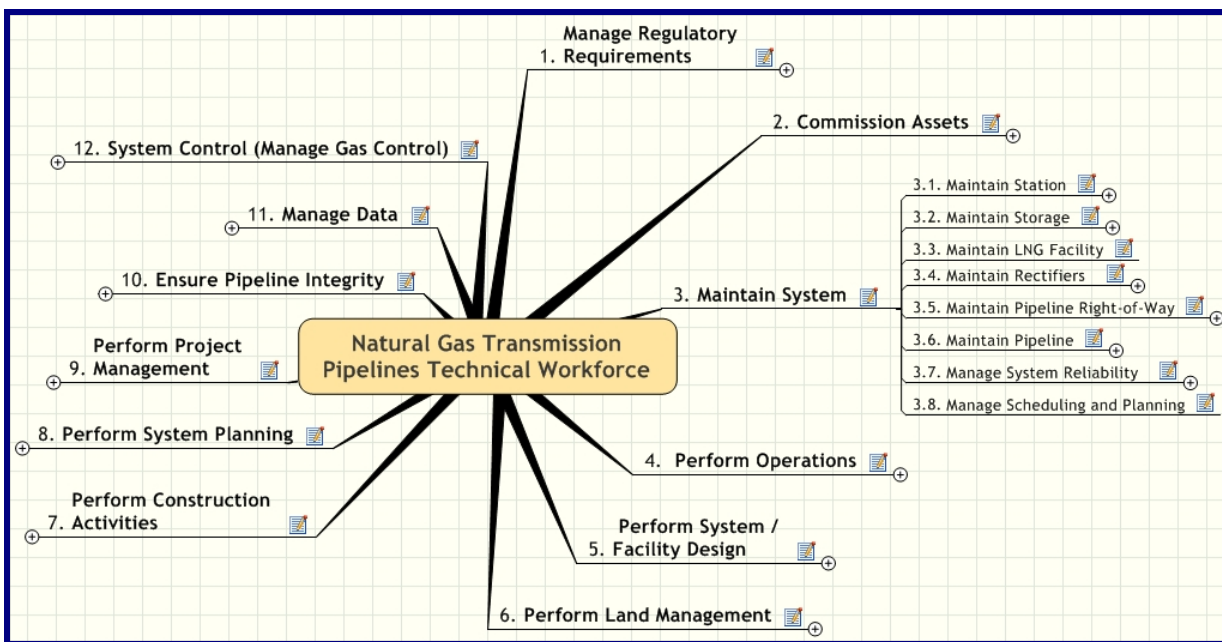 Manage Regulatory
1. Requirements
2. Commission Assets
3. Maintain System
3.1. Maintain Station
3.2. Maintain Storage
3.3. Maintain LNG Facility
3.4. Maintain Rectifiers
3.5. Maintain Pipeline Right-of-Way
3.6. Maintain Pipeline
3.7. Manage System Reliability
3.8. Manage Scheduling and Planning
4. Perform Operations
Perform System /
5. Facility Design
6. Perform Land Management
Perform Construction
7. Activities
8. Perform System Planning
Perform Project
9. Management
10. Ensure Pipeline Integrity
11. Manage Data
12. System Control (Manage Gas Control)
Natural Gas Transmission
Pipelines Technical Workforce